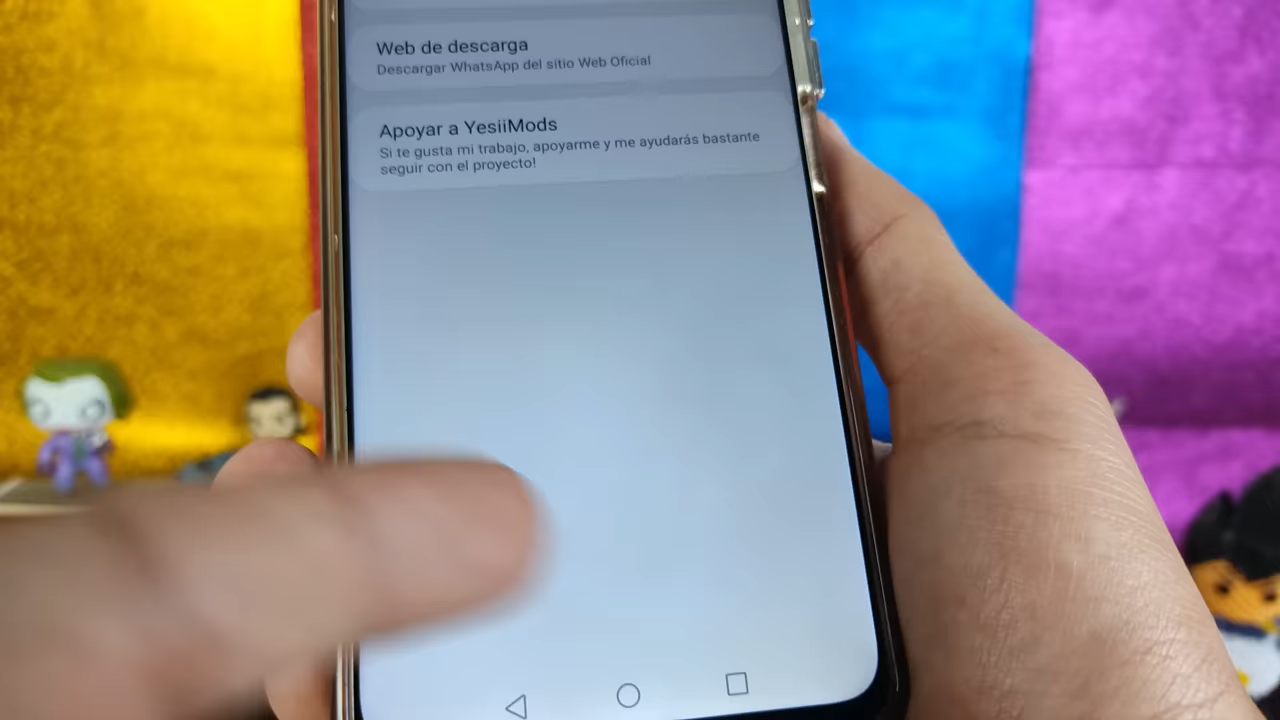 Web de descarga
Descargar WhatsApp del sitio Web Oficial
Apoyar a YesiiMods
Si te gusta mi trabajo, apoyarme y me ayudarás bastante
seguir con el proyecto!